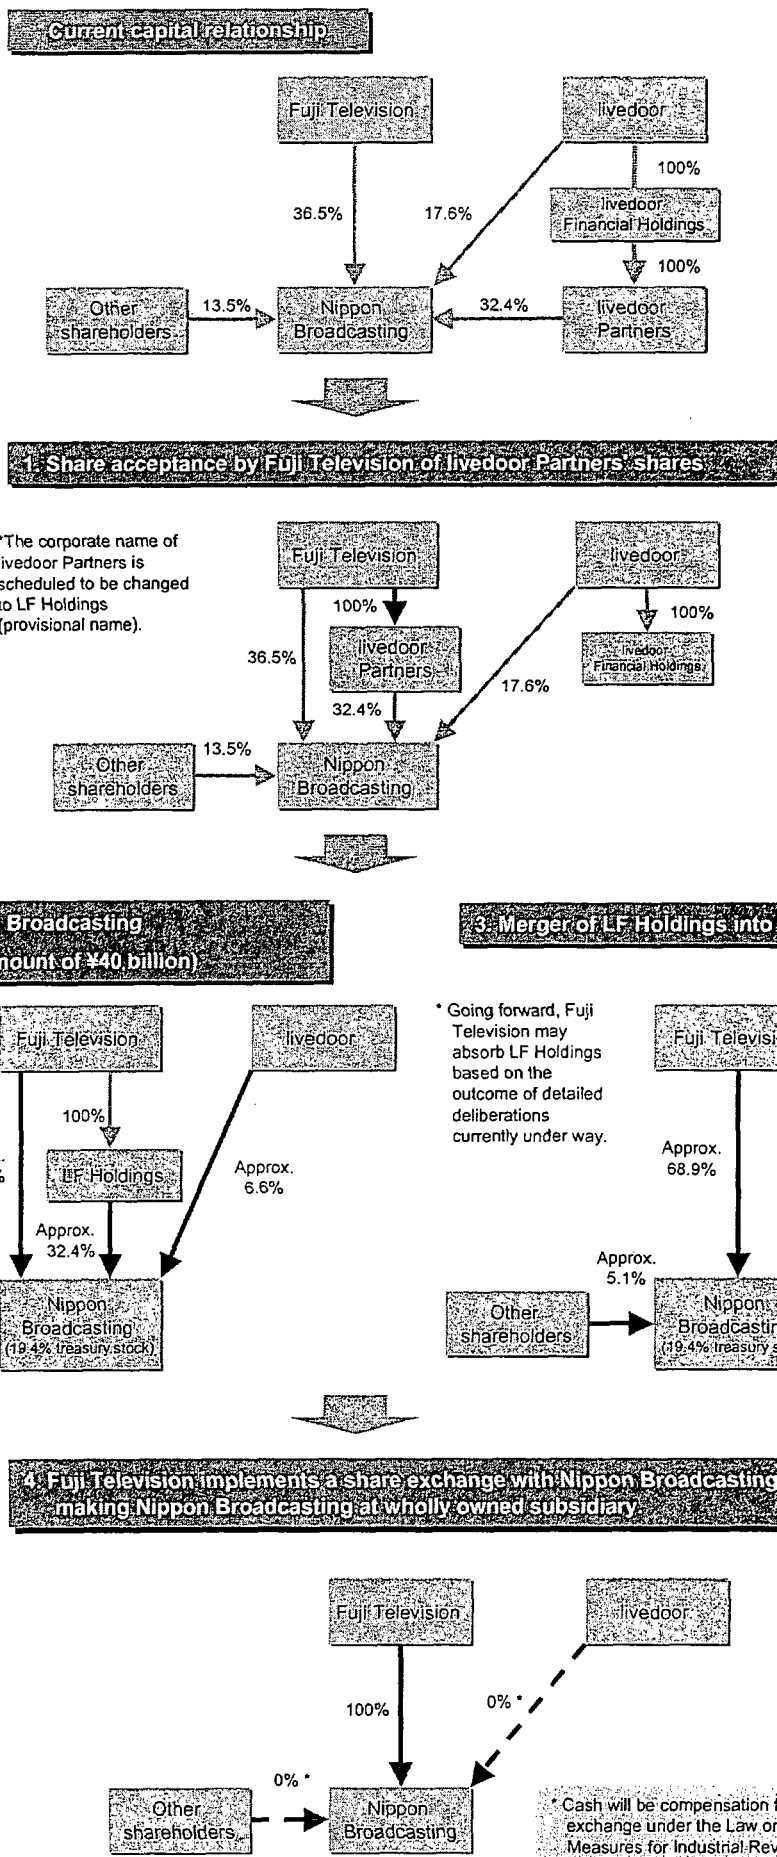 Current capital relationship
Fuji Television
livedoor
100%
36.5%
17.6%
livedoor
Financial Holdings
100%
Other
shareholders
13.5%
Nippon
Broadcasting
32.4%
livedoor
Partners
1. Share acceptance by Fuji Television of livedoor Partners' shares
*The corporate name of
livedoor Partners is
scheduled to be changed
to LF Holdings
(provisional name).
Fuji Television
livedoor
100%
100%
livedoor
Partners
livedoor
Financial Holdings
36.5%
17.6%
32.4%
Other
shareholders
13.5%
Nippon
Broadcasting
Broadcasting
mount of ¥40 billion)
3. Merger of LF Holdings into
Fuji Television
livedoor
* Going forward, Fuji
Television may
absorb LF Holdings
based on the
outcome of detailed
deliberations
currently under way.
Fuji Televisi
100%
LF Holdings
%
Approx.
6.6%
Approx.
68.9%
Approx.
32.4%
Approx.
5.1%
Nippon
Broadcasting
(19.4% treasury stock)
Other
shareholders
Nippon
Broadcastin
(19.4% treasury s
4. Fuji Television implements a share exchange with Nippon Broadcasting
making Nippon Broadcasting at wholly owned subsidiary
Fuji Television
livedoor
100%
0% *
0% *
Other
shareholders
Nippon
Broadcasting
* Cash will be compensation f
exchange under the Law on
Measures for Industrial Rev